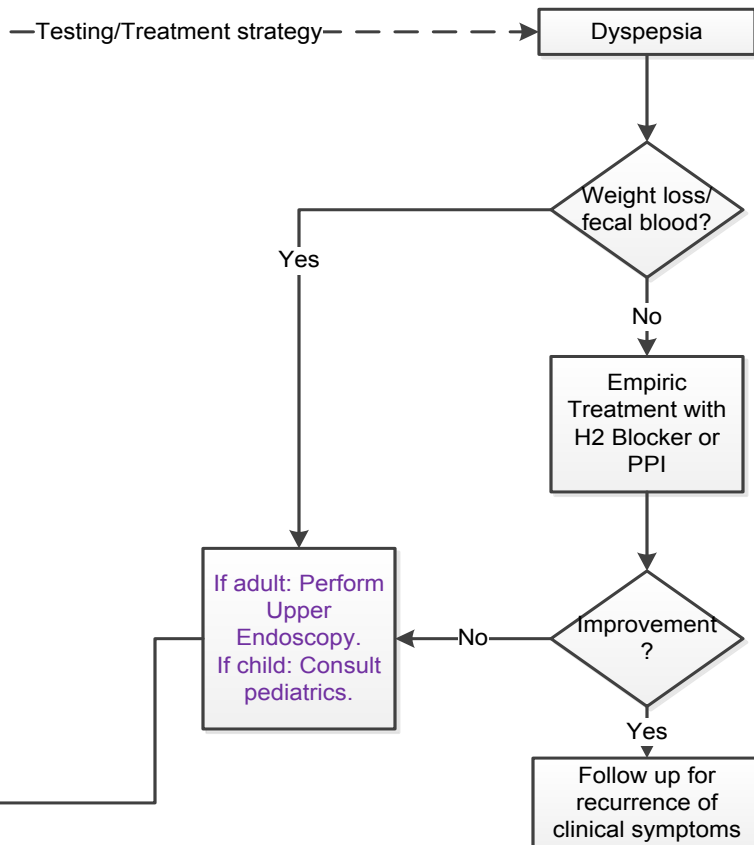 Testing/Treatment strategy
Dyspepsia
Weight loss/
fecal blood?
Yes
No
Empiric
Treatment with
H2 Blocker or
PPI
If adult: Perform
Upper
Endoscopy.
If child: Consult
pediatrics.
No
Improvement
?
Yes
Follow up for
recurrence of
clinical symptoms